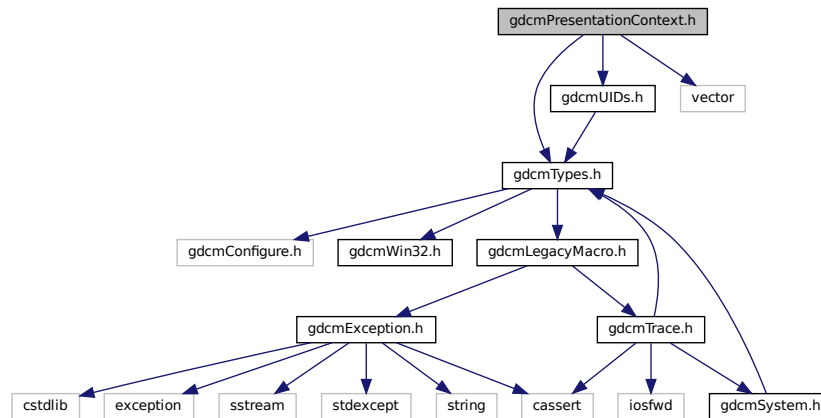 gdcmPresentationContext.h
gdcmUIDs.h
vector
gdcmTypes.h
gdcmConfigure.h
gdcmWin32.h
gdcmLegacyMacro.h
gdcmException.h
gdcmTrace.h
cstdlib
exception
sstream
stdexcept
string
cassert
iosfwd
gdcmSystem.h